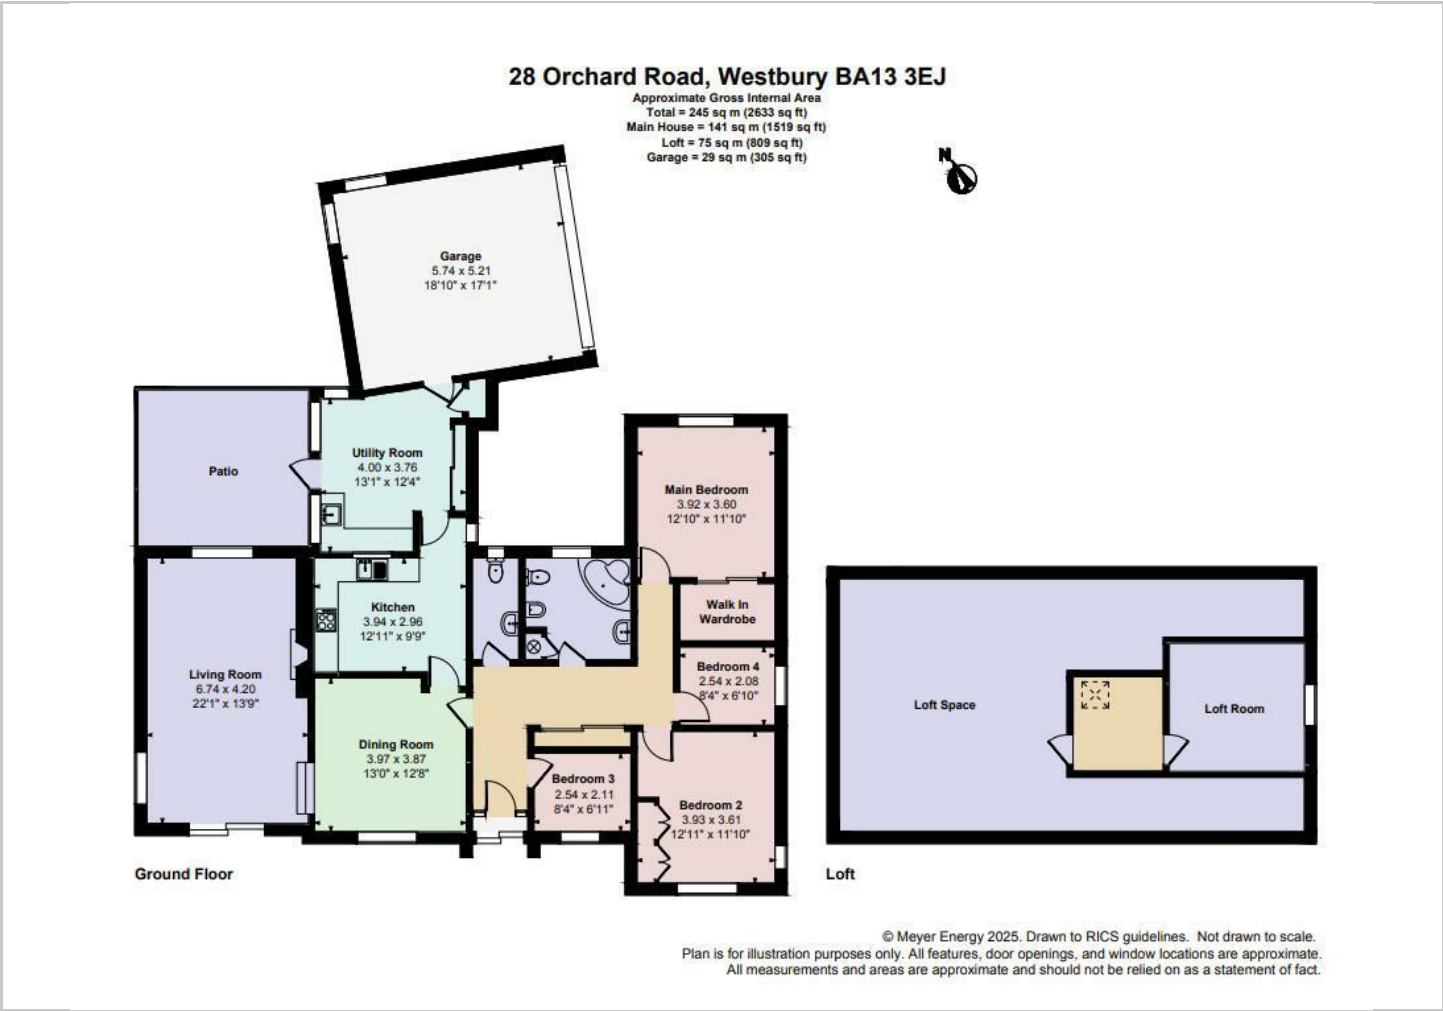 28 Orchard Road, Westbury BA13 3EJ
Approximate Gross Internal Area
Total = 245 sq m (2633 sq ft)
Main House = 141 sq m (1519 sq ft)
Loft = 75 sq m (809 sq ft)
Garage = 29 sq m (305 sq ft)
N
Garage
5.74 x 5.21
18'10" x 17'1"
Utility Room
4.00 x 3.76
13'1" x 12'4"
Patio
Main Bedroom
3.92 x 3.60
12'10" x 11'10"
Walk In
Wardrobe
Kitchen
3.94 x 2.96
12'11" x 9'9"
Living Room
6.74 x 4.20
22'1" x 13'9"
Bedroom 4
2.54 x 2.08
8'4" x 6'10"
Dining Room
3.97 x 3.87
13'0" x 12'8"
Bedroom 3
2.54 x 2.11
8'4" x 6'11"
Bedroom 2
3.93 x 3.61
12'11" x 11'10"
Loft Space
Loft Room
Ground Floor
Loft
© Meyer Energy 2025. Drawn to RICS guidelines. Not drawn to scale.
Plan is for illustration purposes only. All features, door openings, and window locations are approximate.
All measurements and areas are approximate and should not be relied on as a statement of fact.